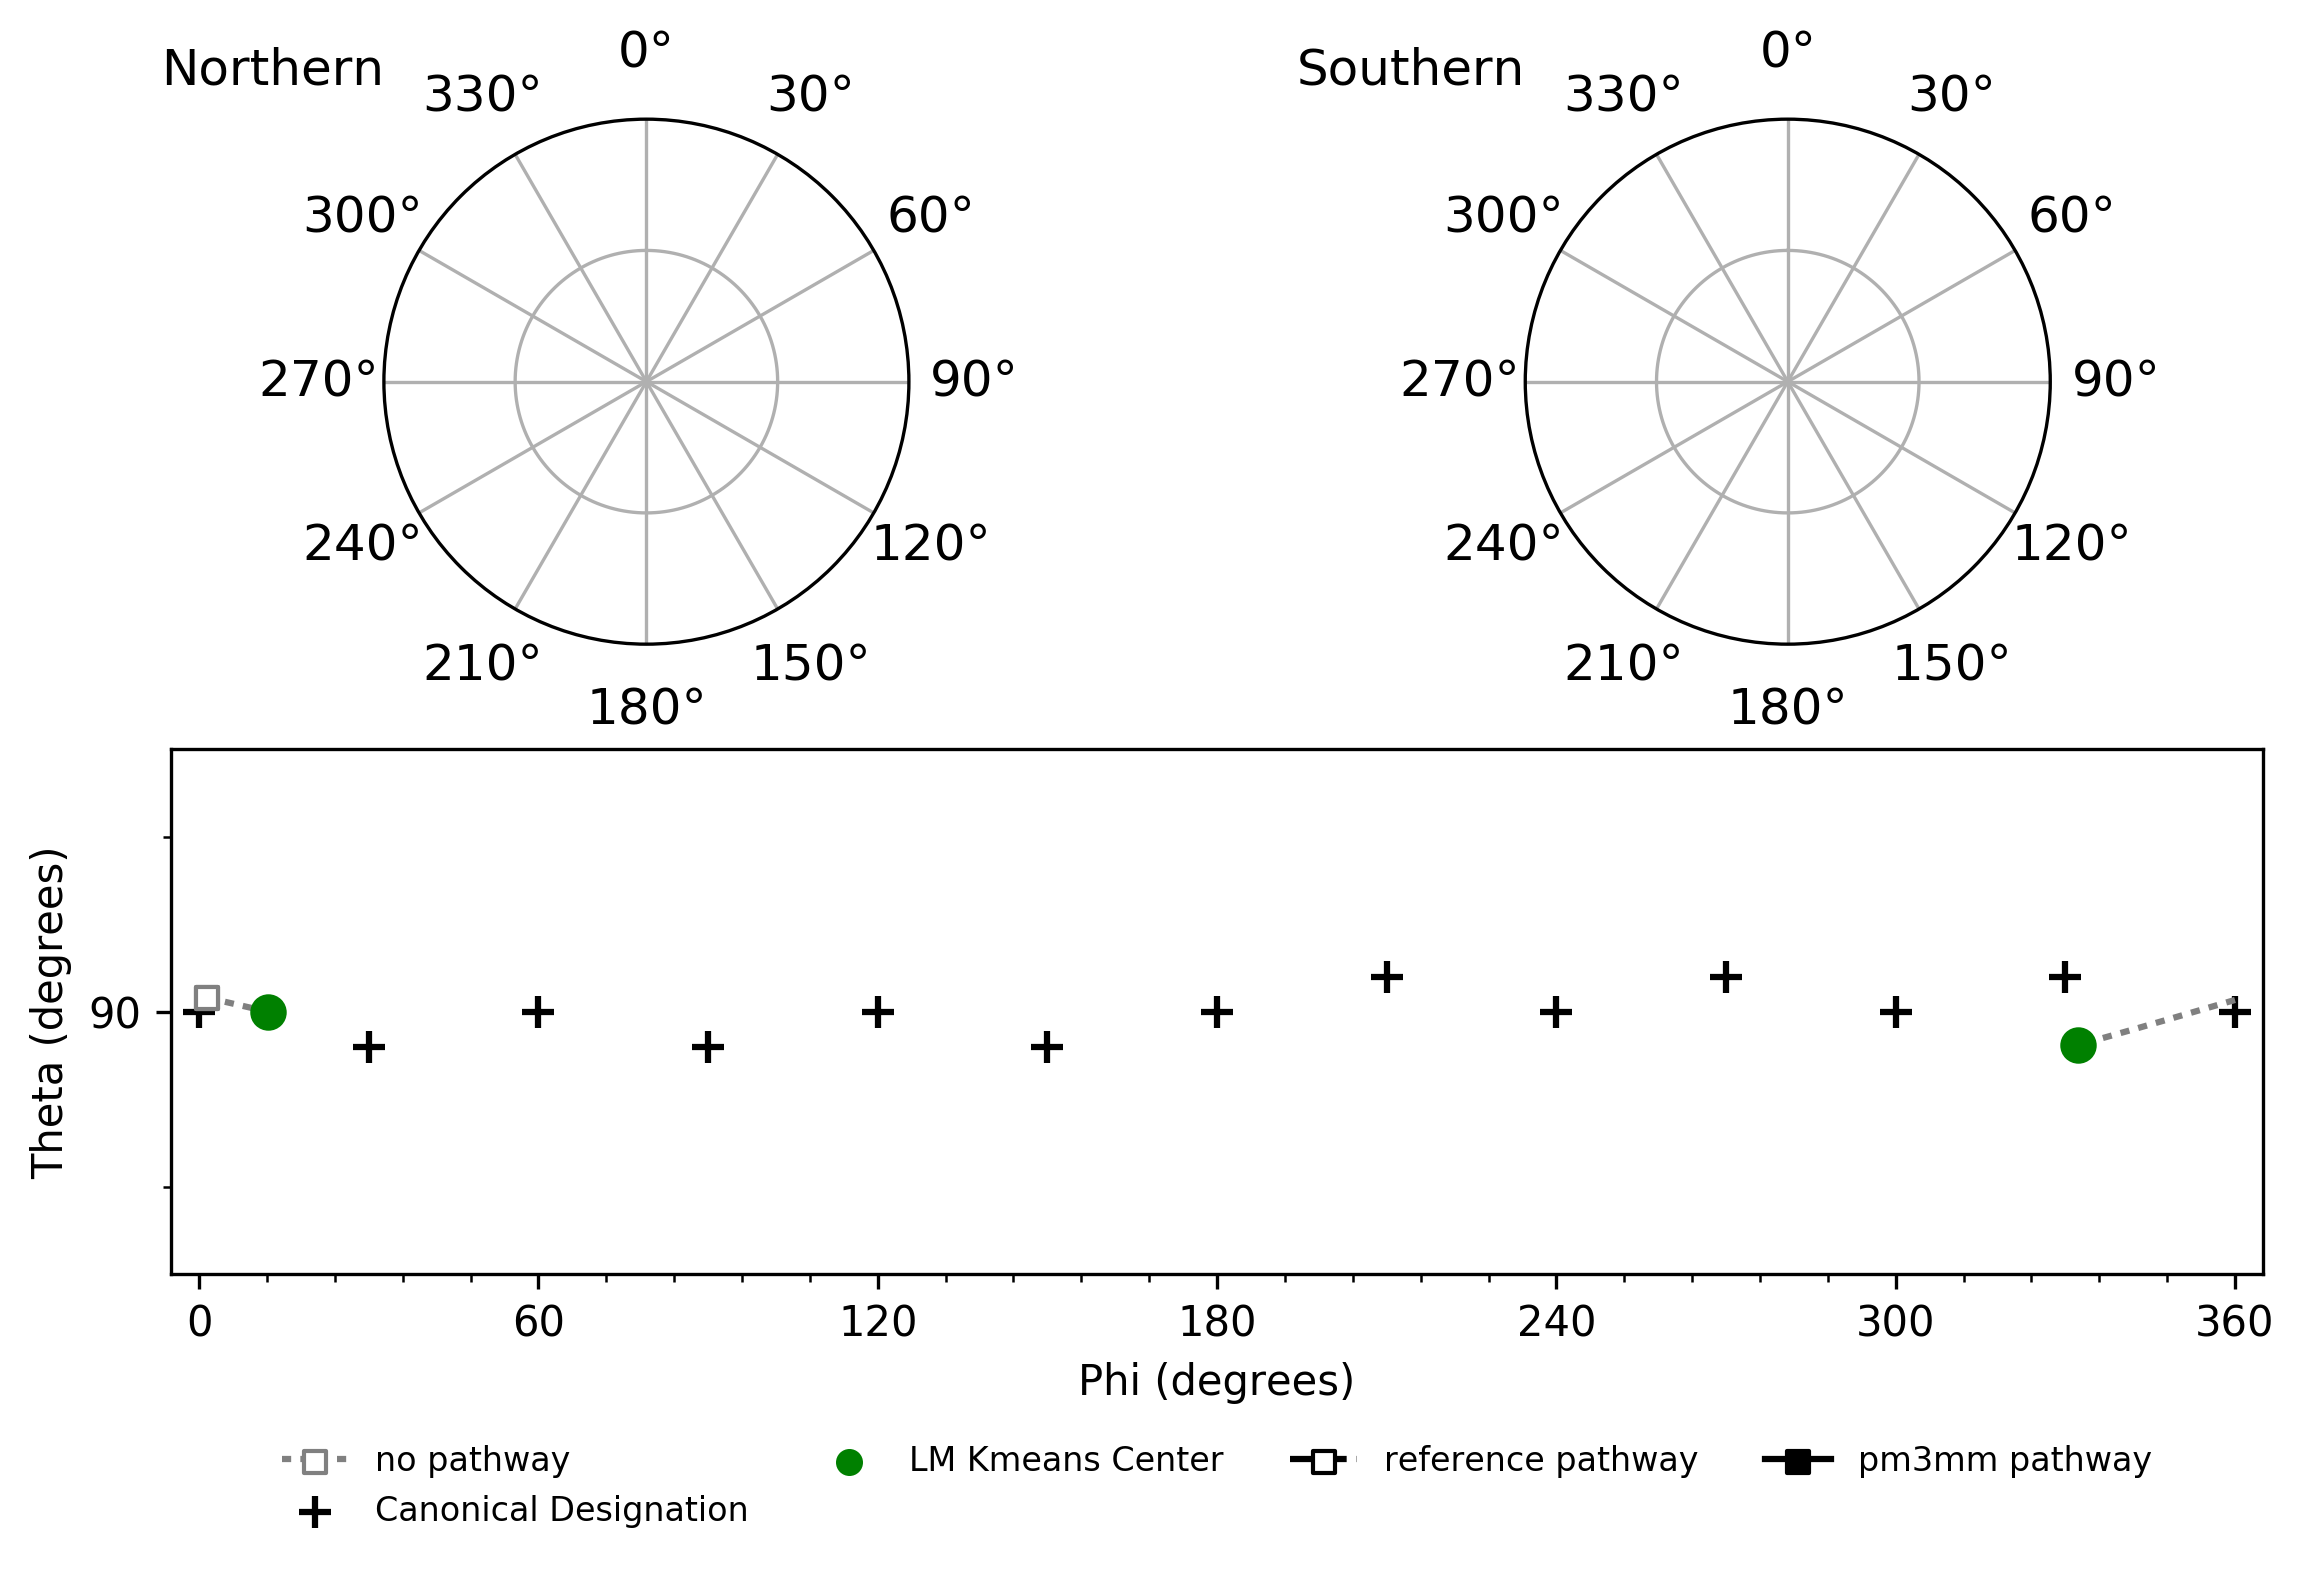 Northern
0°
30°
60°
90°
120°
150°
180°
210°
240°
270°
300°
330°
Southern
0°
30°
60°
90°
120°
150°
180°
210°
240°
270°
300°
330°
Theta (degrees)
90
0 60 120 180 240 300 360
Phi (degrees)
no pathway
Canonical Designation
LM Kmeans Center
reference pathway
pm3mm pathway